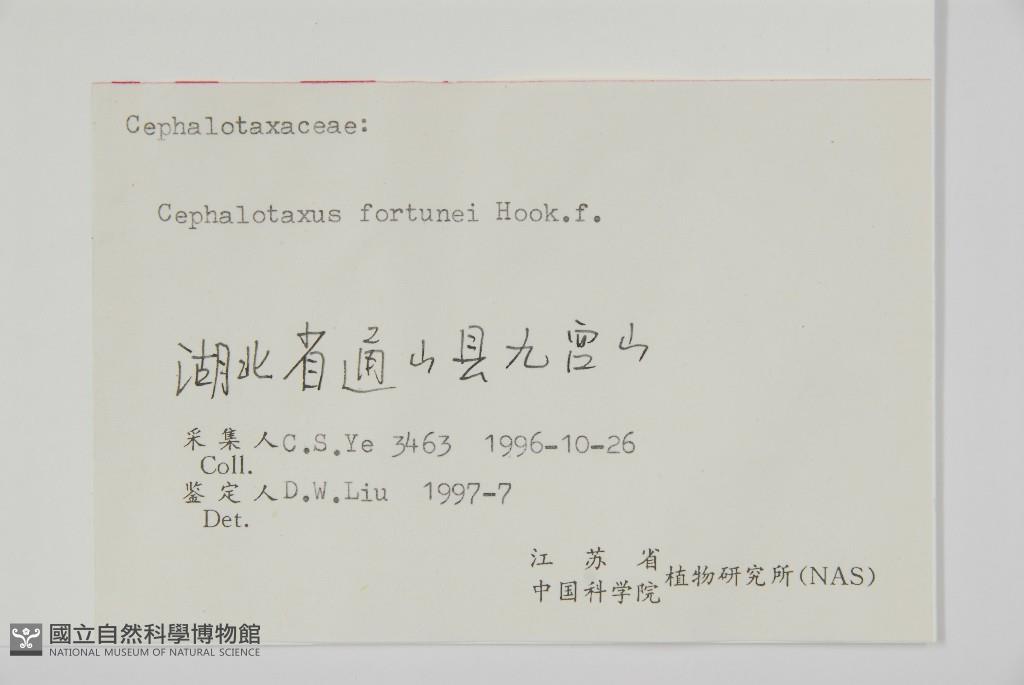 Cephalotaxaceae:
Cephalotaxus fortunei Hook.f.
湖北省通山县九宫山
采集人 C.S.Ye 3463 1996-10-26
Coll.
鉴定人 D.W.Liu 1997-7
Det.
江苏省
中国科学院 植物研究所(NAS)
國立自然科學博物館
NATIONAL MUSEUM OF NATURAL SCIENCE